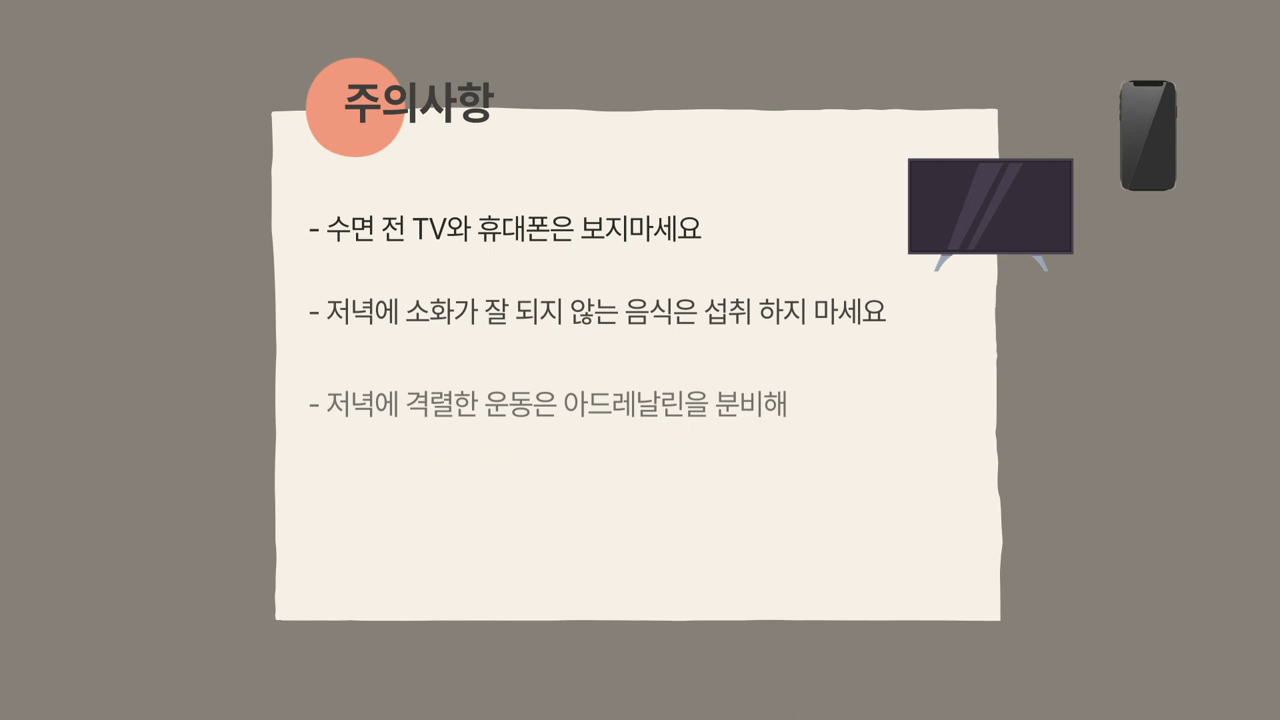 주의사항
- 수면 전 TV와 휴대폰은 보지마세요
- 저녁에 소화가 잘 되지 않는 음식은 섭취 하지 마세요
- 저녁에 격렬한 운동은 아드레날린을 분비해